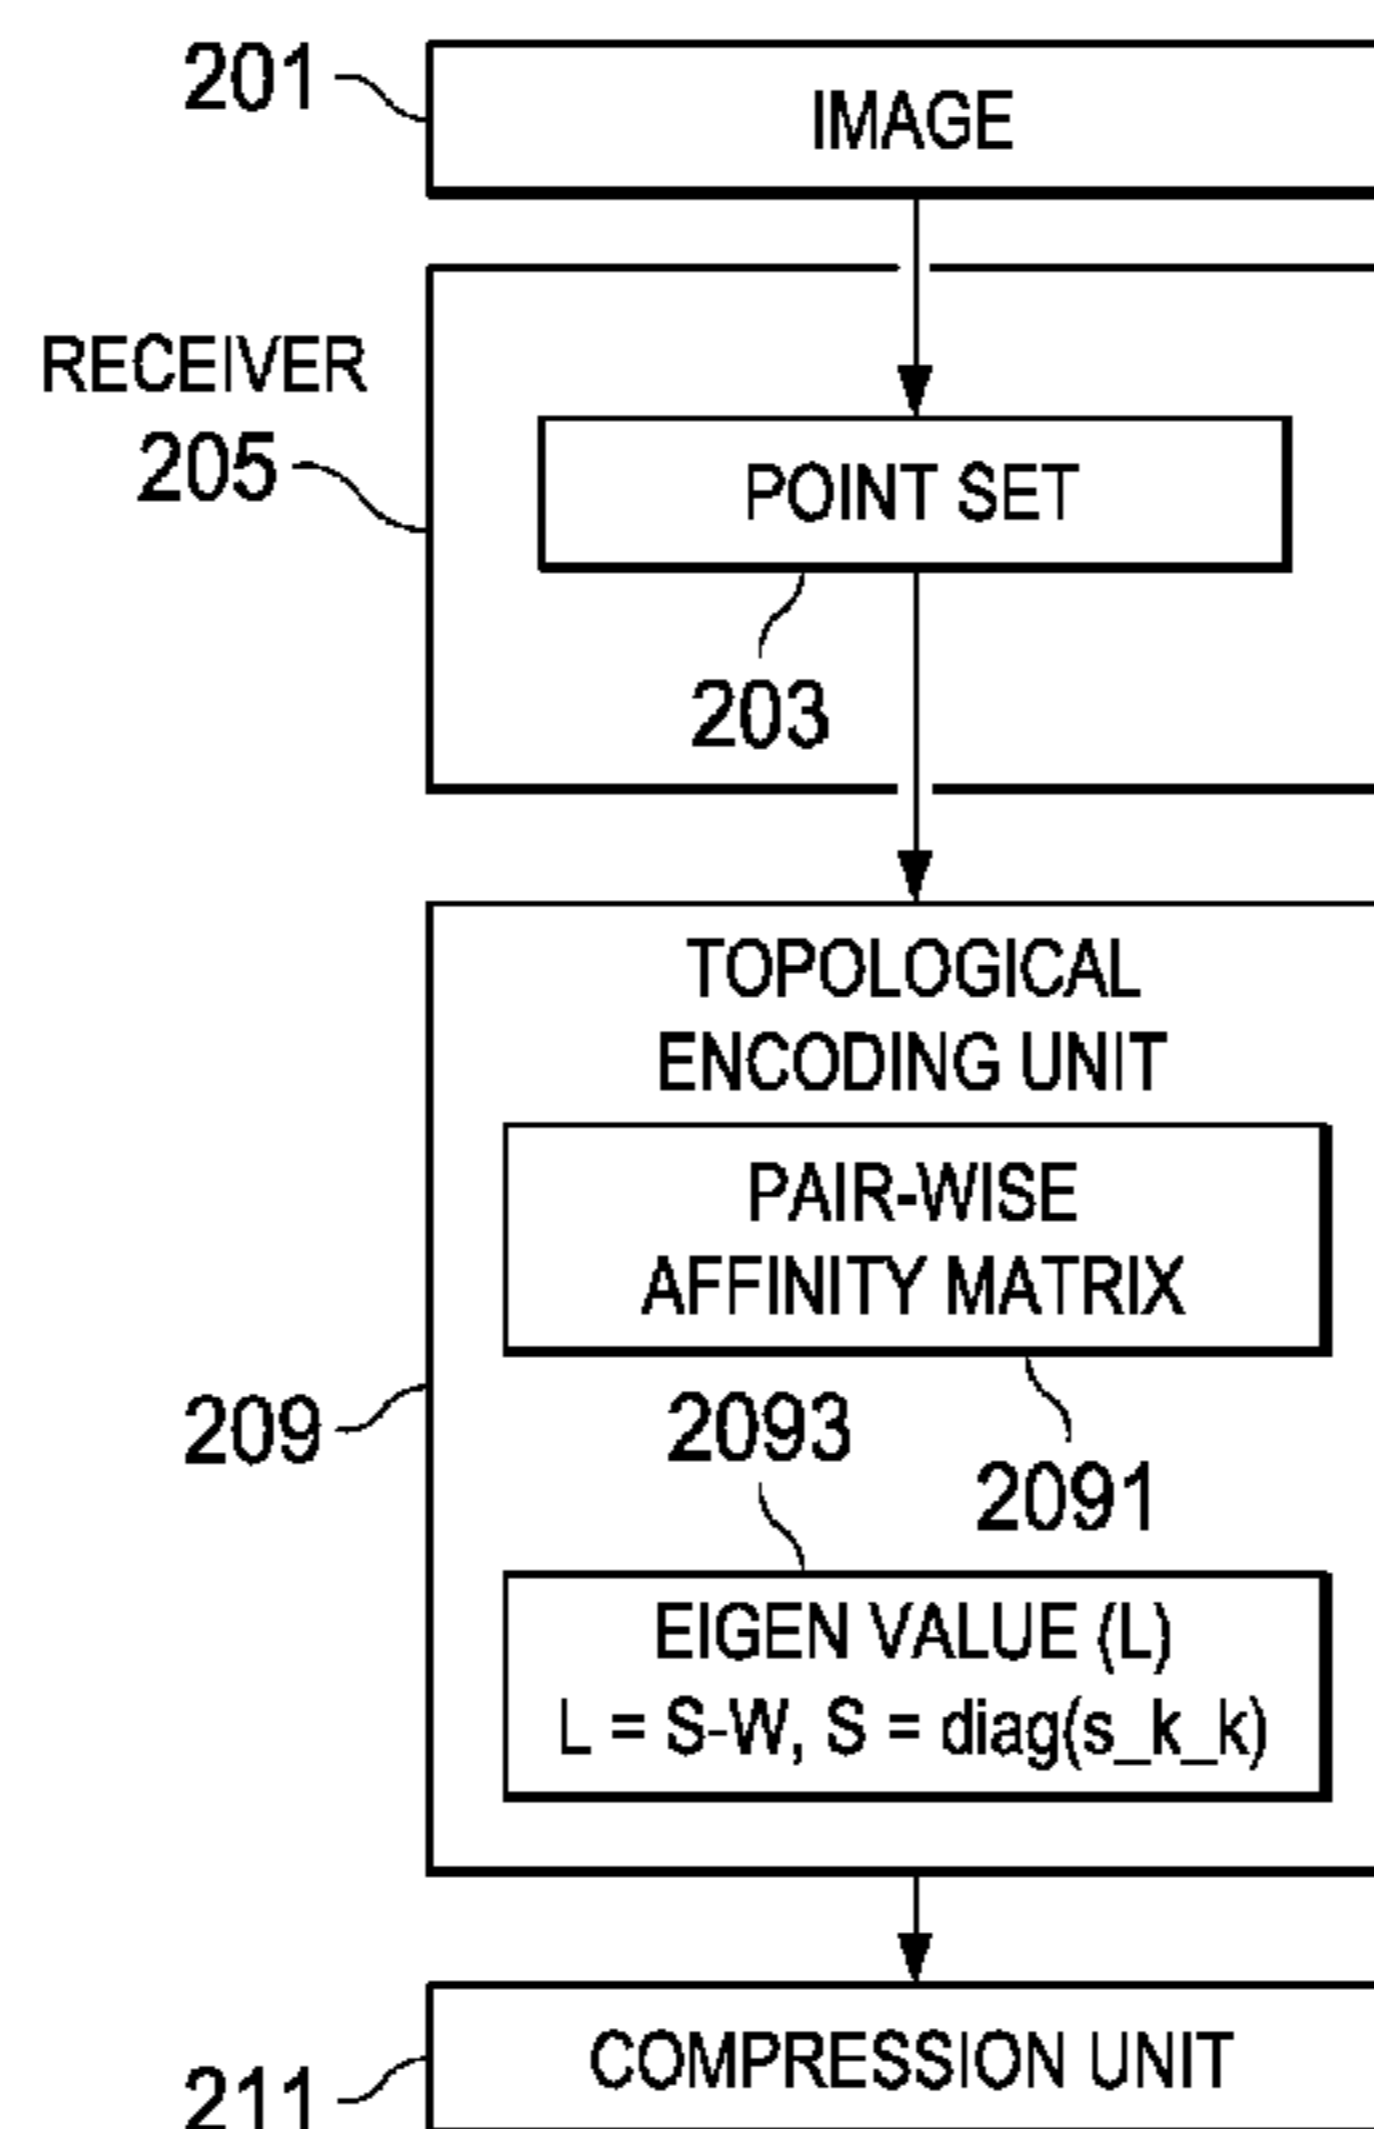 201
IMAGE
RECEIVER
205
POINT SET
203
TOPOLOGICAL
ENCODING UNIT
PAIR-WISE
AFFINITY MATRIX
209
2093
2091
EIGEN VALUE (L)
L = S-W, S = diag(s_k_k)
211
COMPRESSION UNIT